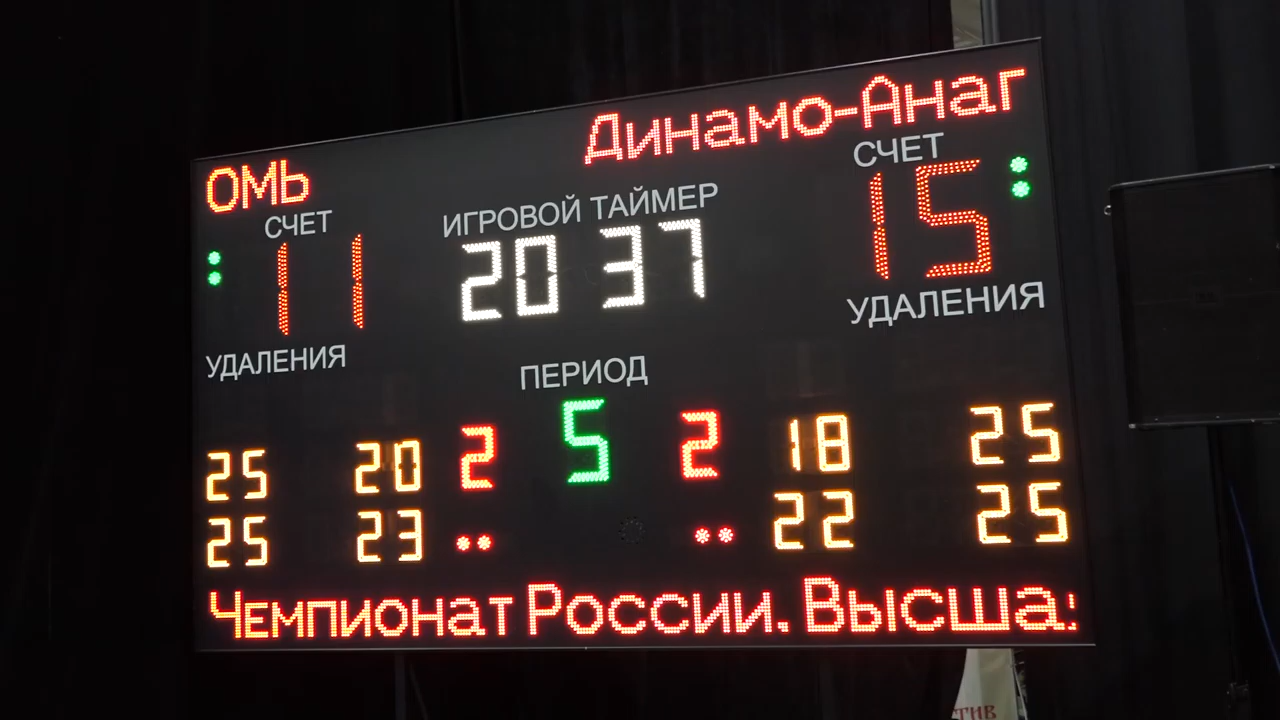 Динамо-Анаг
ОМЬ
СЧЕТ
СЧЕТ
ИГРОВОЙ ТАЙМЕР
11
20 37
15
УДАЛЕНИЯ
УДАЛЕНИЯ
ПЕРИОД
25 20 2 5 2 18 25
25 23 22 25
Чемпионат России. Высша
ТИВ